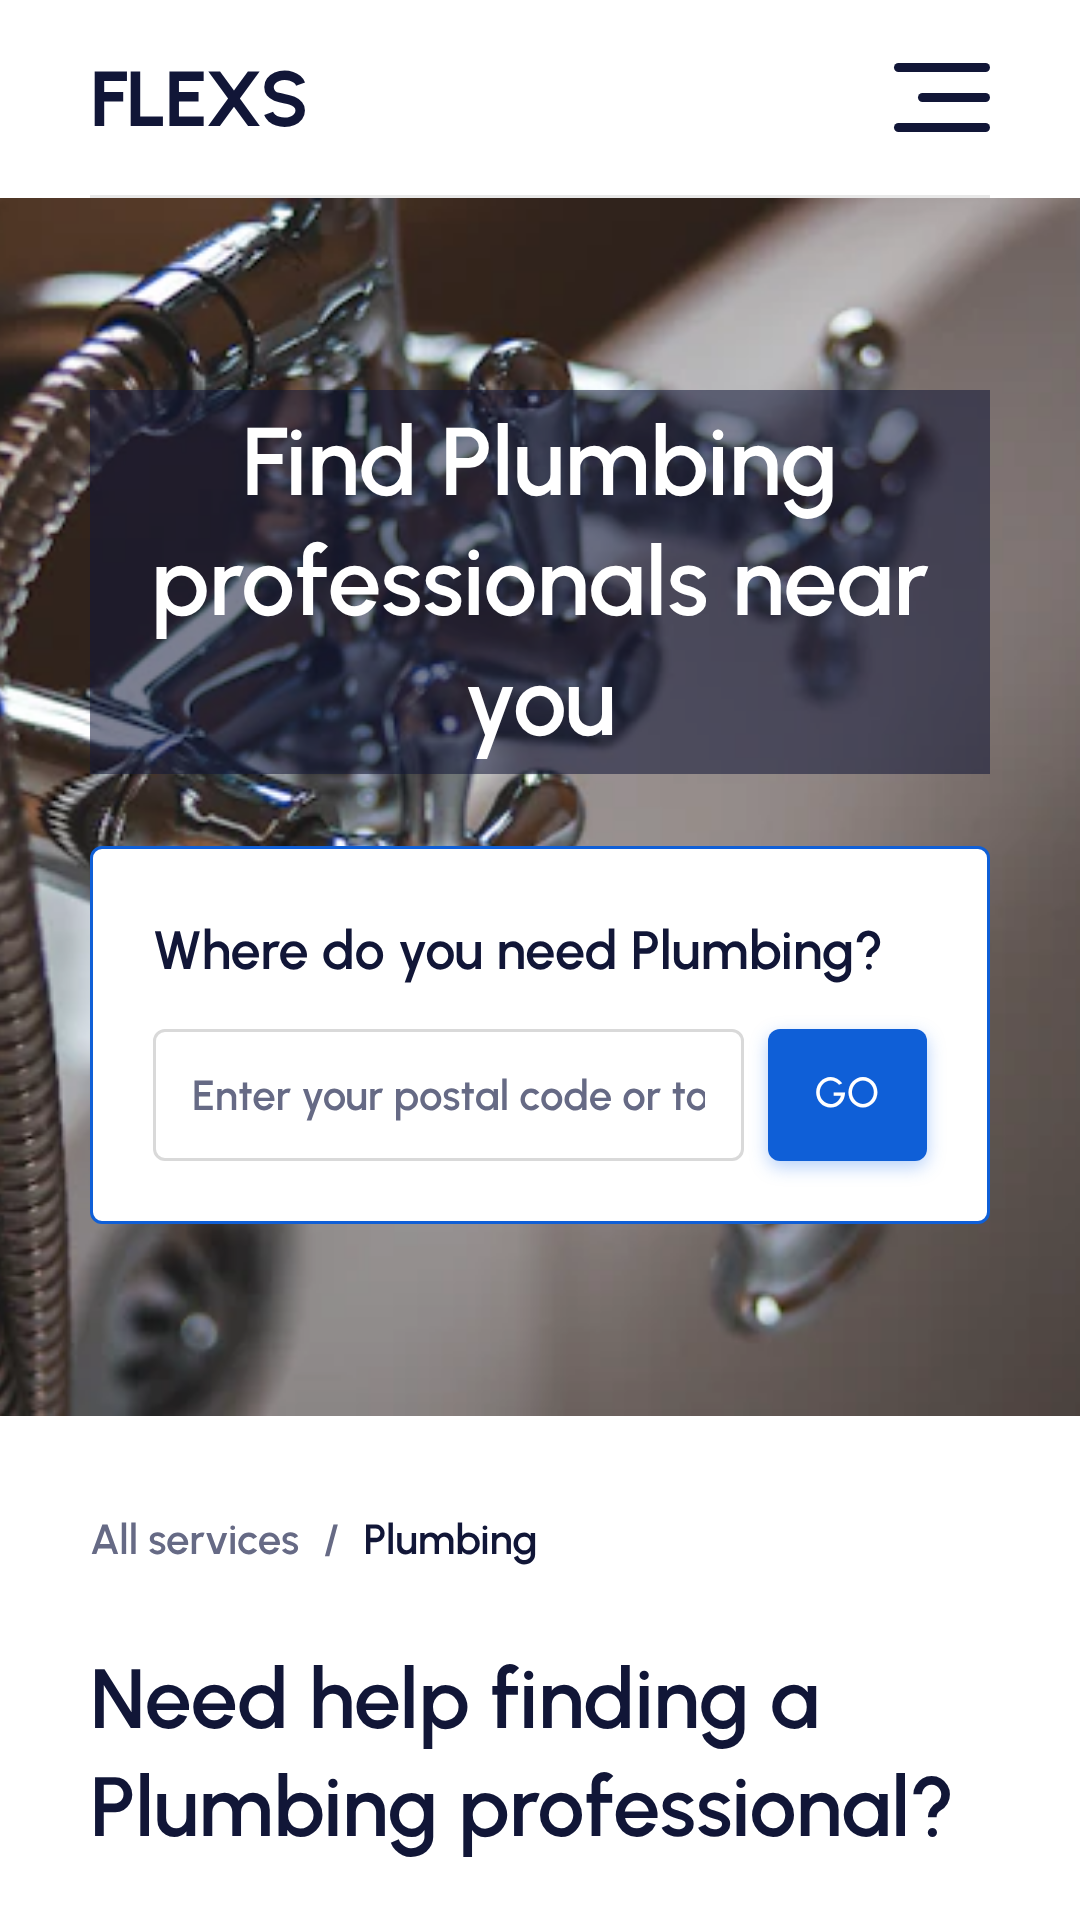 FLEXS
Find Plumbing
professionals near
you
Where do you need Plumbing?
Enter your postal code or to
GO
All services / Plumbing
Need help finding a
Plumbing professional?